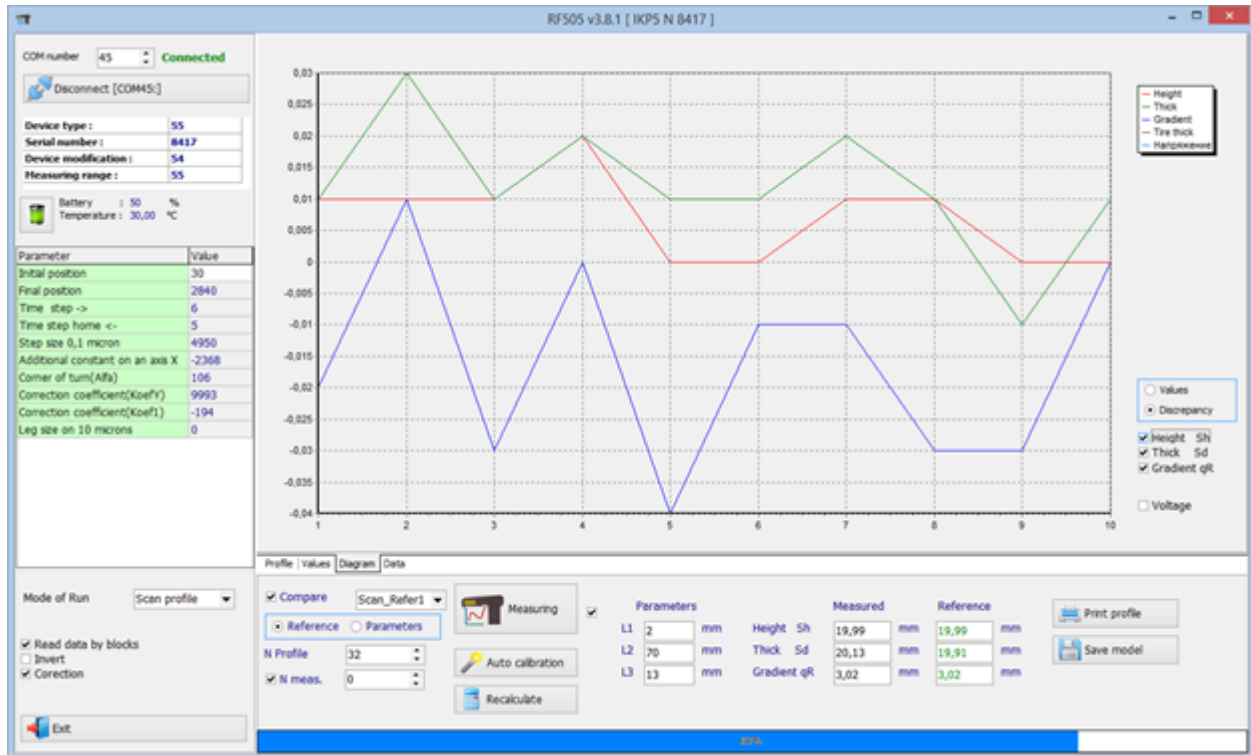 RF505 v3.8.1 [ IKP5 N 8417 ]
COM number 45 Connected
Disconnect [COM45:]
Device type : 55
Serial number : 8417
Device modification : 54
Measuring range : 55
Battery : 50 %
Temperature : 30,00 °C
Parameter Value
Initial position 30
Final position 2840
Time step -> 6
Time step home <- 5
Step size 0,1 micron 4950
Additional constant on an axis X -2368
Corner of turn(Alfa) 106
Correction coefficient(KoefY) 9993
Correction coefficient(Koef1) -194
Leg size on 10 microns 0
Mode of Run Scan profile
Read data by blocks
Invert
Corection
Exit
0,03
0,025
0,02
0,015
0,01
0,005
0
-0,005
-0,01
-0,015
-0,02
-0,025
-0,03
-0,035
-0,04
1 2 3 4 5 6 7 8 9 10
Height
Thick
Gradient
Tire thick
Напряжение
Values
Discrepancy
Height Sh
Thick Sd
Gradient qR
Voltage
Profile Values Diagram Data
Compare Scan_Refer1
Reference Parameters
N Profile 32
N meas. 0
Measuring
Auto calibration
Recalculate
Parameters Measured Reference
L1 2 mm Height Sh 19,99 mm 19,99 mm
L2 70 mm Thick Sd 20,13 mm 19,91 mm
L3 13 mm Gradient qR 3,02 mm 3,02 mm
Print profile
Save model
83%